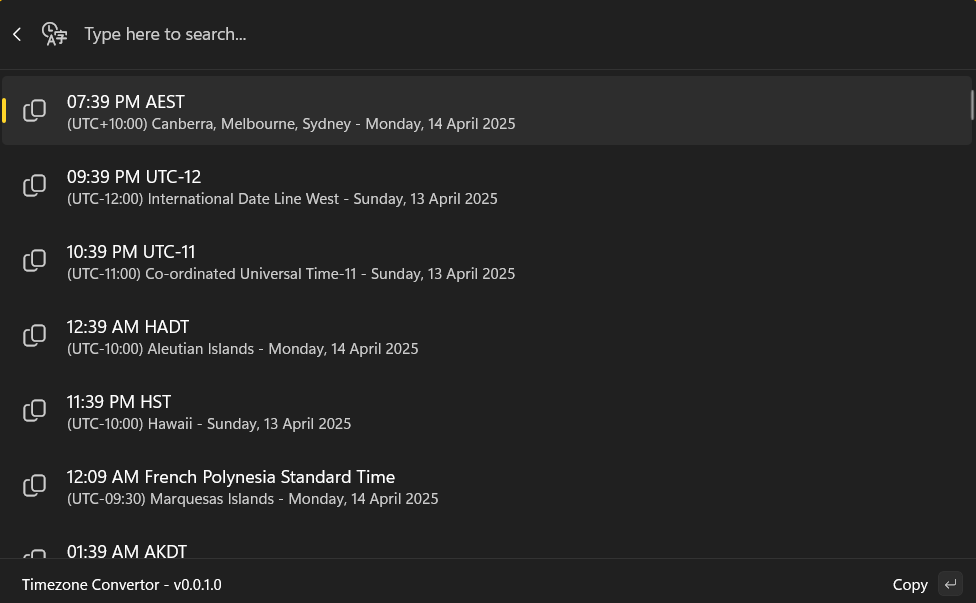 Type here to search...
07:39 PM AEST
(UTC+10:00) Canberra, Melbourne, Sydney - Monday, 14 April 2025
09:39 PM UTC-12
(UTC-12:00) International Date Line West - Sunday, 13 April 2025
10:39 PM UTC-11
(UTC-11:00) Co-ordinated Universal Time-11 - Sunday, 13 April 2025
12:39 AM HADT
(UTC-10:00) Aleutian Islands - Monday, 14 April 2025
11:39 PM HST
(UTC-10:00) Hawaii - Sunday, 13 April 2025
12:09 AM French Polynesia Standard Time
(UTC-09:30) Marquesas Islands - Monday, 14 April 2025
01:39 AM AKDT
Timezone Convertor - v0.0.1.0
Copy